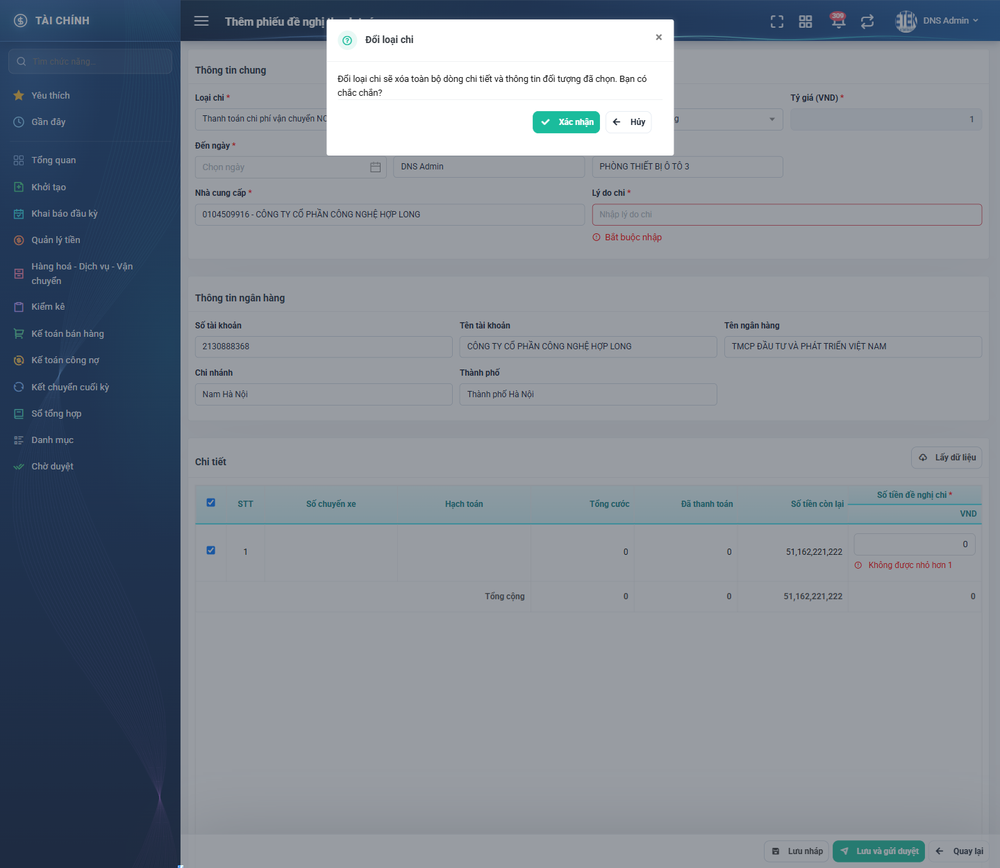 TÀI CHÍNH
Tìm chức năng...
Yêu thích
Gần đây
Tổng quan
Khởi tạo
Khai báo đầu kỳ
Quản lý tiền
Hàng hoá - Dịch vụ - Vận
chuyển
Kiểm kê
Kế toán bán hàng
Kế toán công nợ
Kết chuyển cuối kỳ
Sổ tổng hợp
Danh mục
Chờ duyệt
Thêm phiếu đề nghị
309
DNS Admin
Đổi loại chi
×
Đổi loại chi sẽ xóa toàn bộ dòng chi tiết và thông tin đối tượng đã chọn. Bạn có
chắc chắn?
Xác nhận
Hủy
Thông tin chung
Loại chi *
Tỷ giá (VND) *
Thanh toán chi phí vận chuyển
1
Đến ngày *
Chọn ngày
DNS Admin
PHÒNG THIẾT BỊ Ô TÔ 3
Nhà cung cấp *
Lý do chi *
0104509916 - CÔNG TY CỔ PHẦN CÔNG NGHỆ HỢP LONG
Nhập lý do chi
Bắt buộc nhập
Thông tin ngân hàng
Số tài khoản
Tên tài khoản
Tên ngân hàng
2130888368
CÔNG TY CỔ PHẦN CÔNG NGHỆ HỢP LONG
TMCP ĐẦU TƯ VÀ PHÁT TRIỂN VIỆT NAM
Chi nhánh
Thành phố
Nam Hà Nội
Thành phố Hà Nội
Chi tiết
Lấy dữ liệu
STT
Số chuyến xe
Hạch toán
Tổng cước
Đã thanh toán
Số tiền còn lại
Số tiền đề nghị chi *
VND
1
0
0
51,162,221,222
0
Không được nhỏ hơn 1
Tổng cộng
0
0
51,162,221,222
0
Lưu nháp
Lưu và gửi duyệt
Quay lại